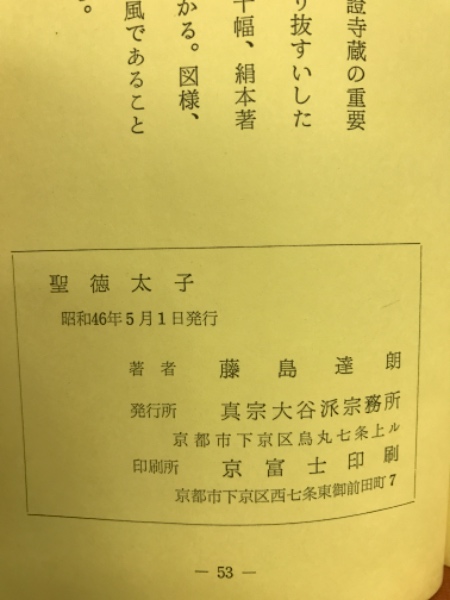 證寺蔵の重要
り抜すいした
十幅、絹本著
かる。図様、
風であること
。
聖徳太子
昭和46年5月1日発行
著者 藤島達朗
発行所 真宗大谷派宗務所
京都市下京区烏丸七条上ル
印刷所 京富士印刷
京都市下京区西七条東御前田町7
— 53 —